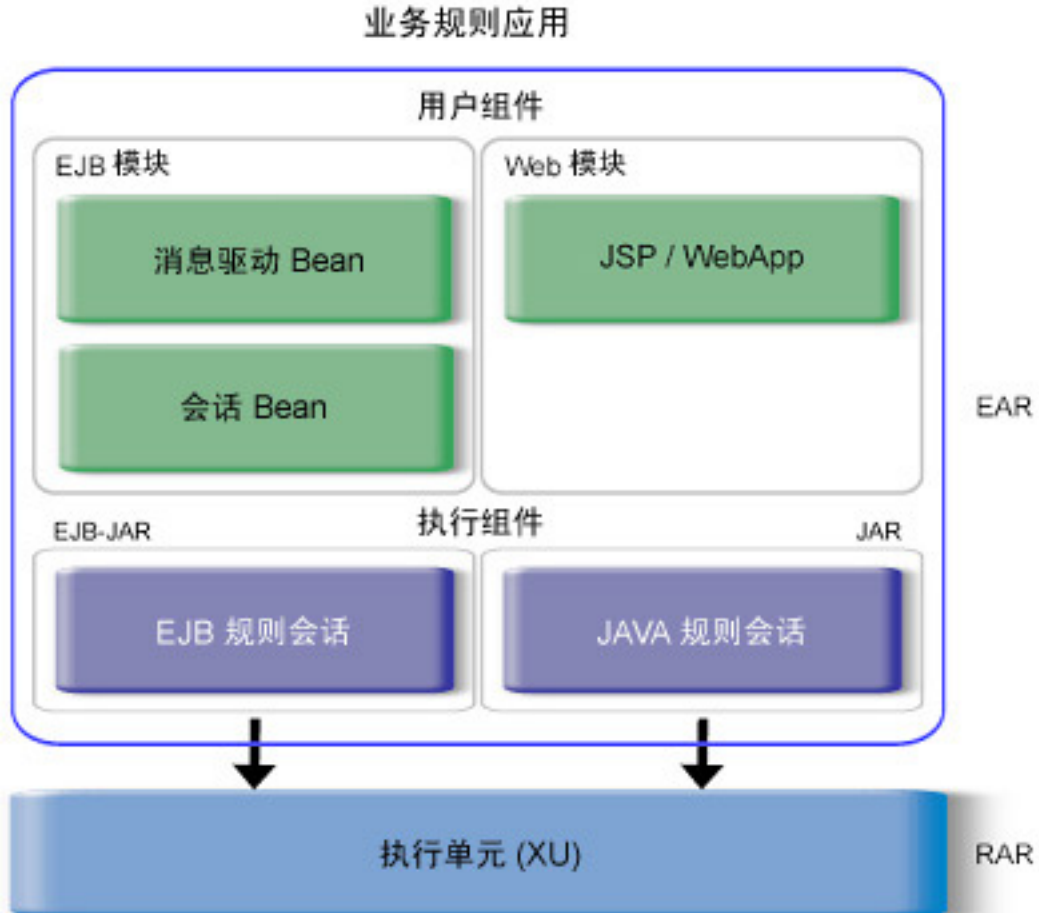 业务规则应用
用户组件
EJB 模块
Web 模块
消息驱动 Bean
JSP / WebApp
会话 Bean
EAR
执行组件
EJB-JAR
JAR
EJB 规则会话
JAVA 规则会话
执行单元 (XU)
RAR